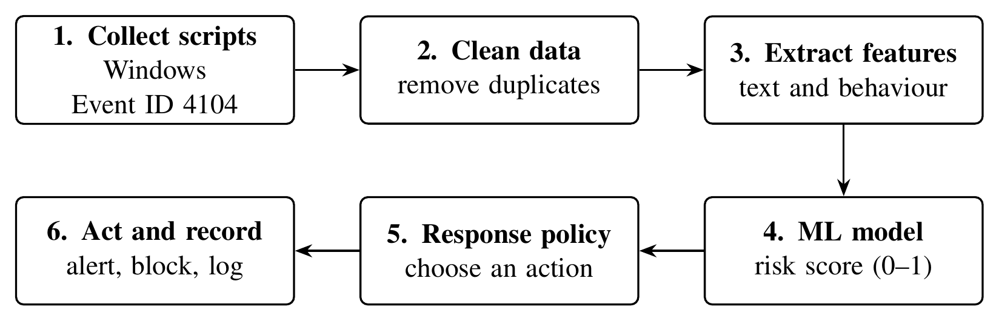 1. Collect scripts
Windows
Event ID 4104
2. Clean data
remove duplicates
3. Extract features
text and behaviour
4. ML model
risk score (0–1)
5. Response policy
choose an action
6. Act and record
alert, block, log